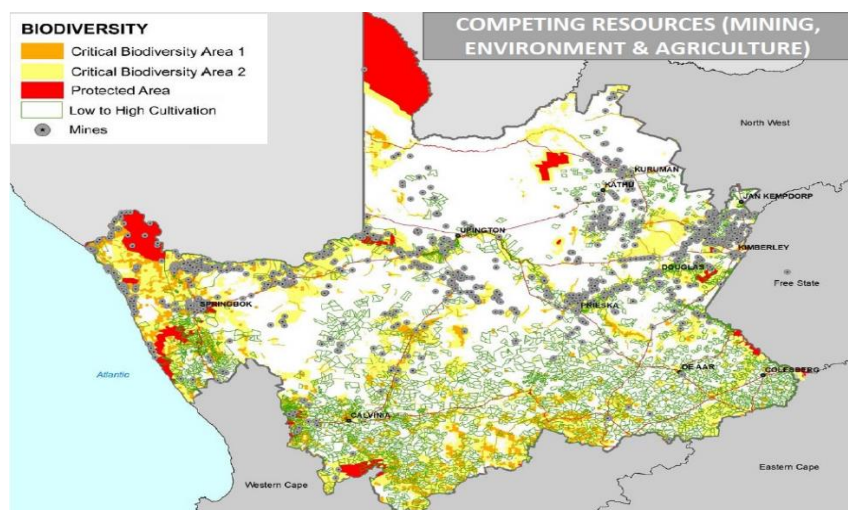 COMPETING RESOURCES (MINING,
ENVIRONMENT & AGRICULTURE)
BIODIVERSITY
Critical Biodiversity Area 1
Critical Biodiversity Area 2
Protected Area
Low to High Cultivation
Mines
North West
KURUMAN
KATHU
JAN KEMPDORP
UPINGTON
KIMBERLEY
DOUGLAS
Free State
SPRINGBOK
PRIESKA
Atlantic
DE AAR
COLESBERG
CALVINIA
Eastern Cape
Western Cape